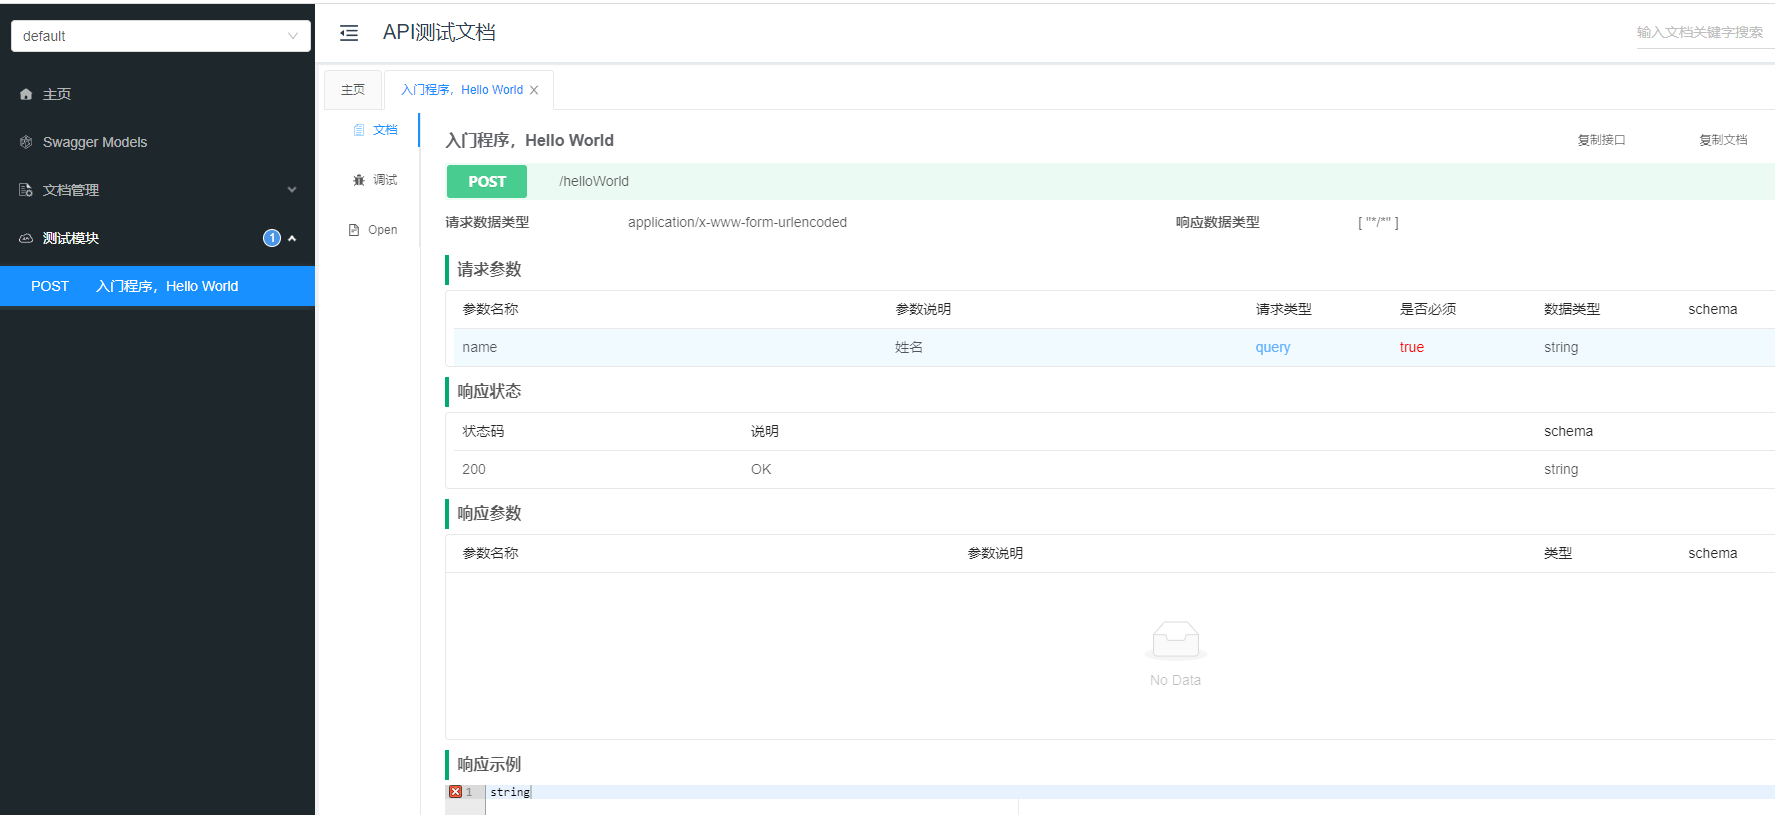 default
API测试文档
输入文档关键字搜索
主页
Swagger Models
文档管理
测试模块 1
POST 入门程序，Hello World
主页 入门程序，Hello World
文档
调试
Open
入门程序，Hello World 复制接口 复制文档
POST /helloWorld
请求数据类型 application/x-www-form-urlencoded 响应数据类型 [ "*/*" ]
请求参数
参数名称 参数说明 请求类型 是否必须 数据类型 schema
name 姓名 query true string
响应状态
状态码 说明 schema
200 OK string
响应参数
参数名称 参数说明 类型 schema
No Data
响应示例
1 string